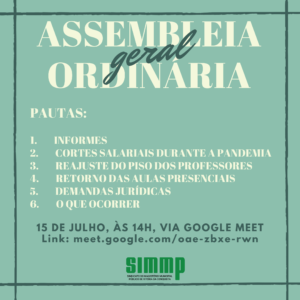 ASSEMBLEIA
geral
ORDINÁRIA
PAUTAS:
1. INFORMES
2. CORTES SALARIAIS DURANTE A PANDEMIA
3. REAJUSTE DO PISO DOS PROFESSORES
4. RETORNO DAS AULAS PRESENCIAIS
5. DEMANDAS JURÍDICAS
6. O QUE OCORRER
15 DE JULHO, ÀS 14H, VIA GOOGLE MEET
Link: meet.google.com/oae-zbxe-rwn
SIMMP